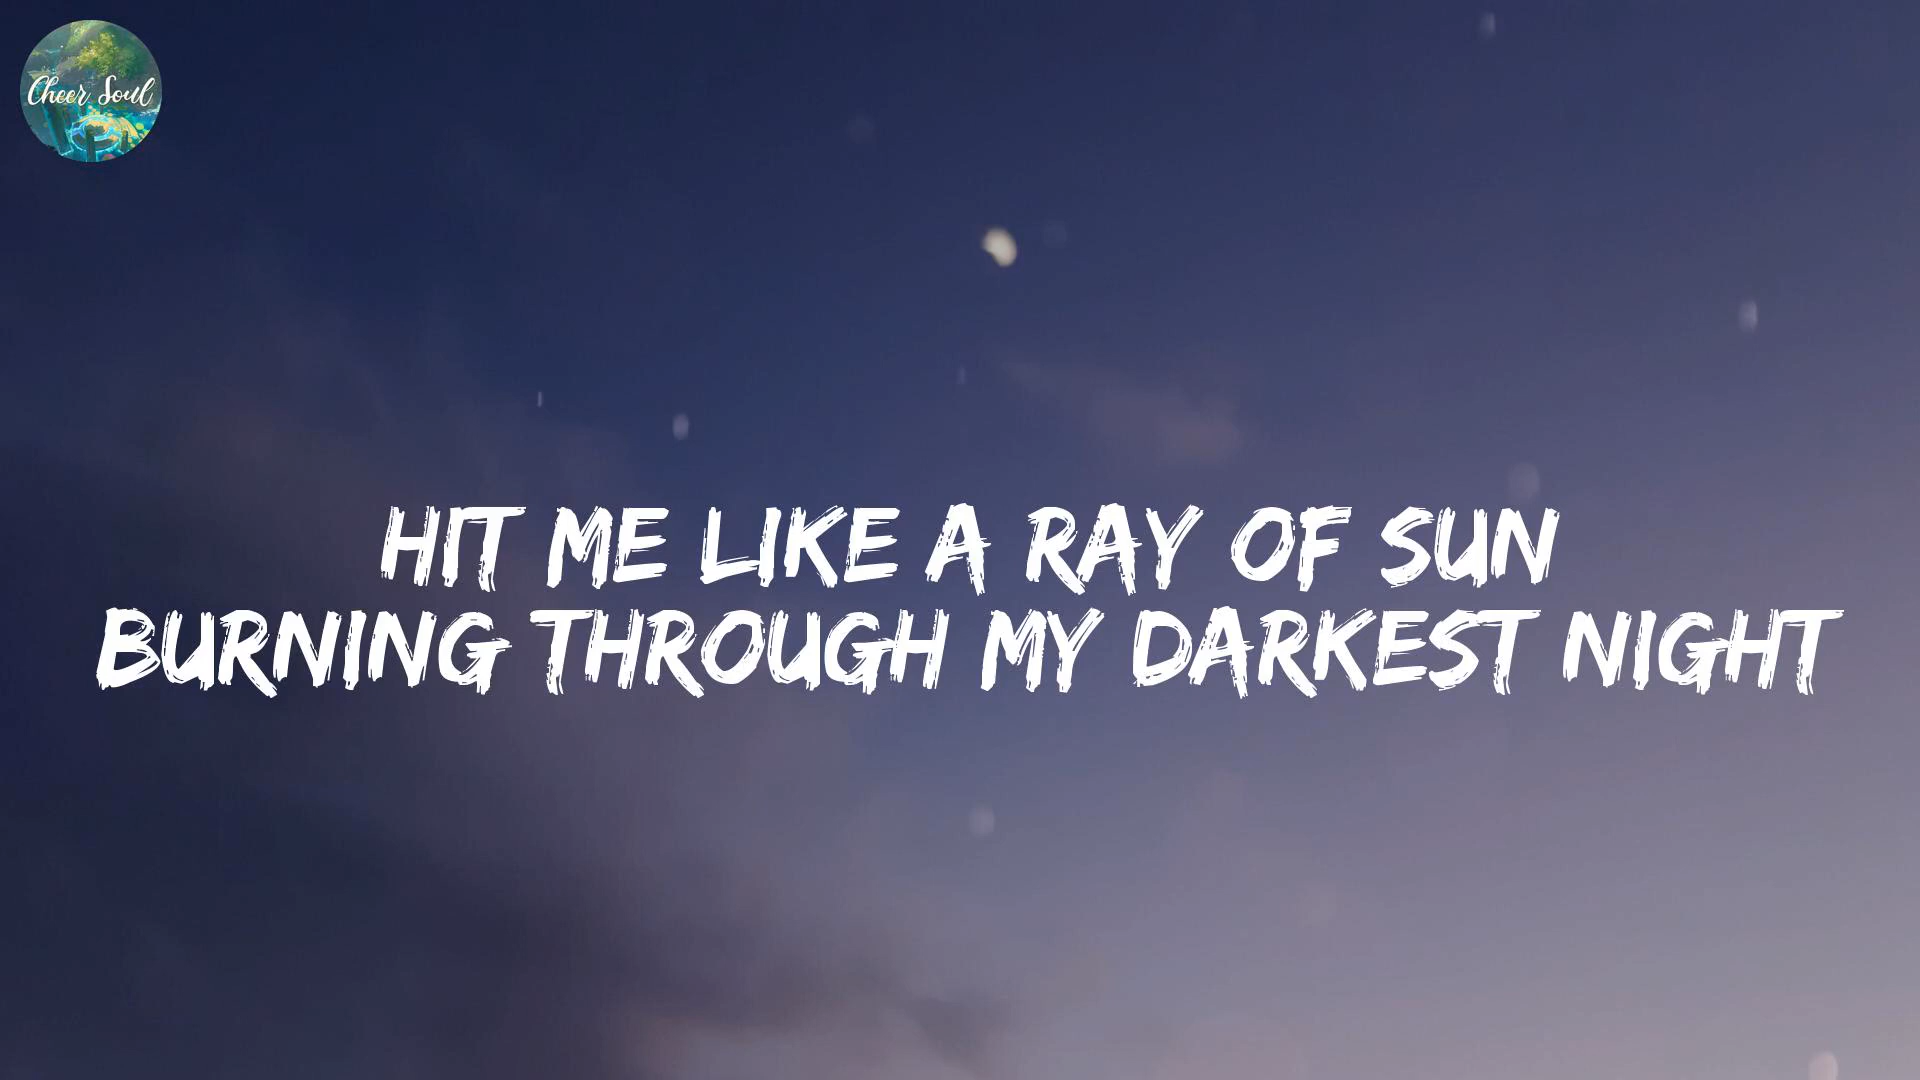 Cheer Soul
HIT ME LIKE A RAY OF SUN
BURNING THROUGH MY DARKEST NIGHT